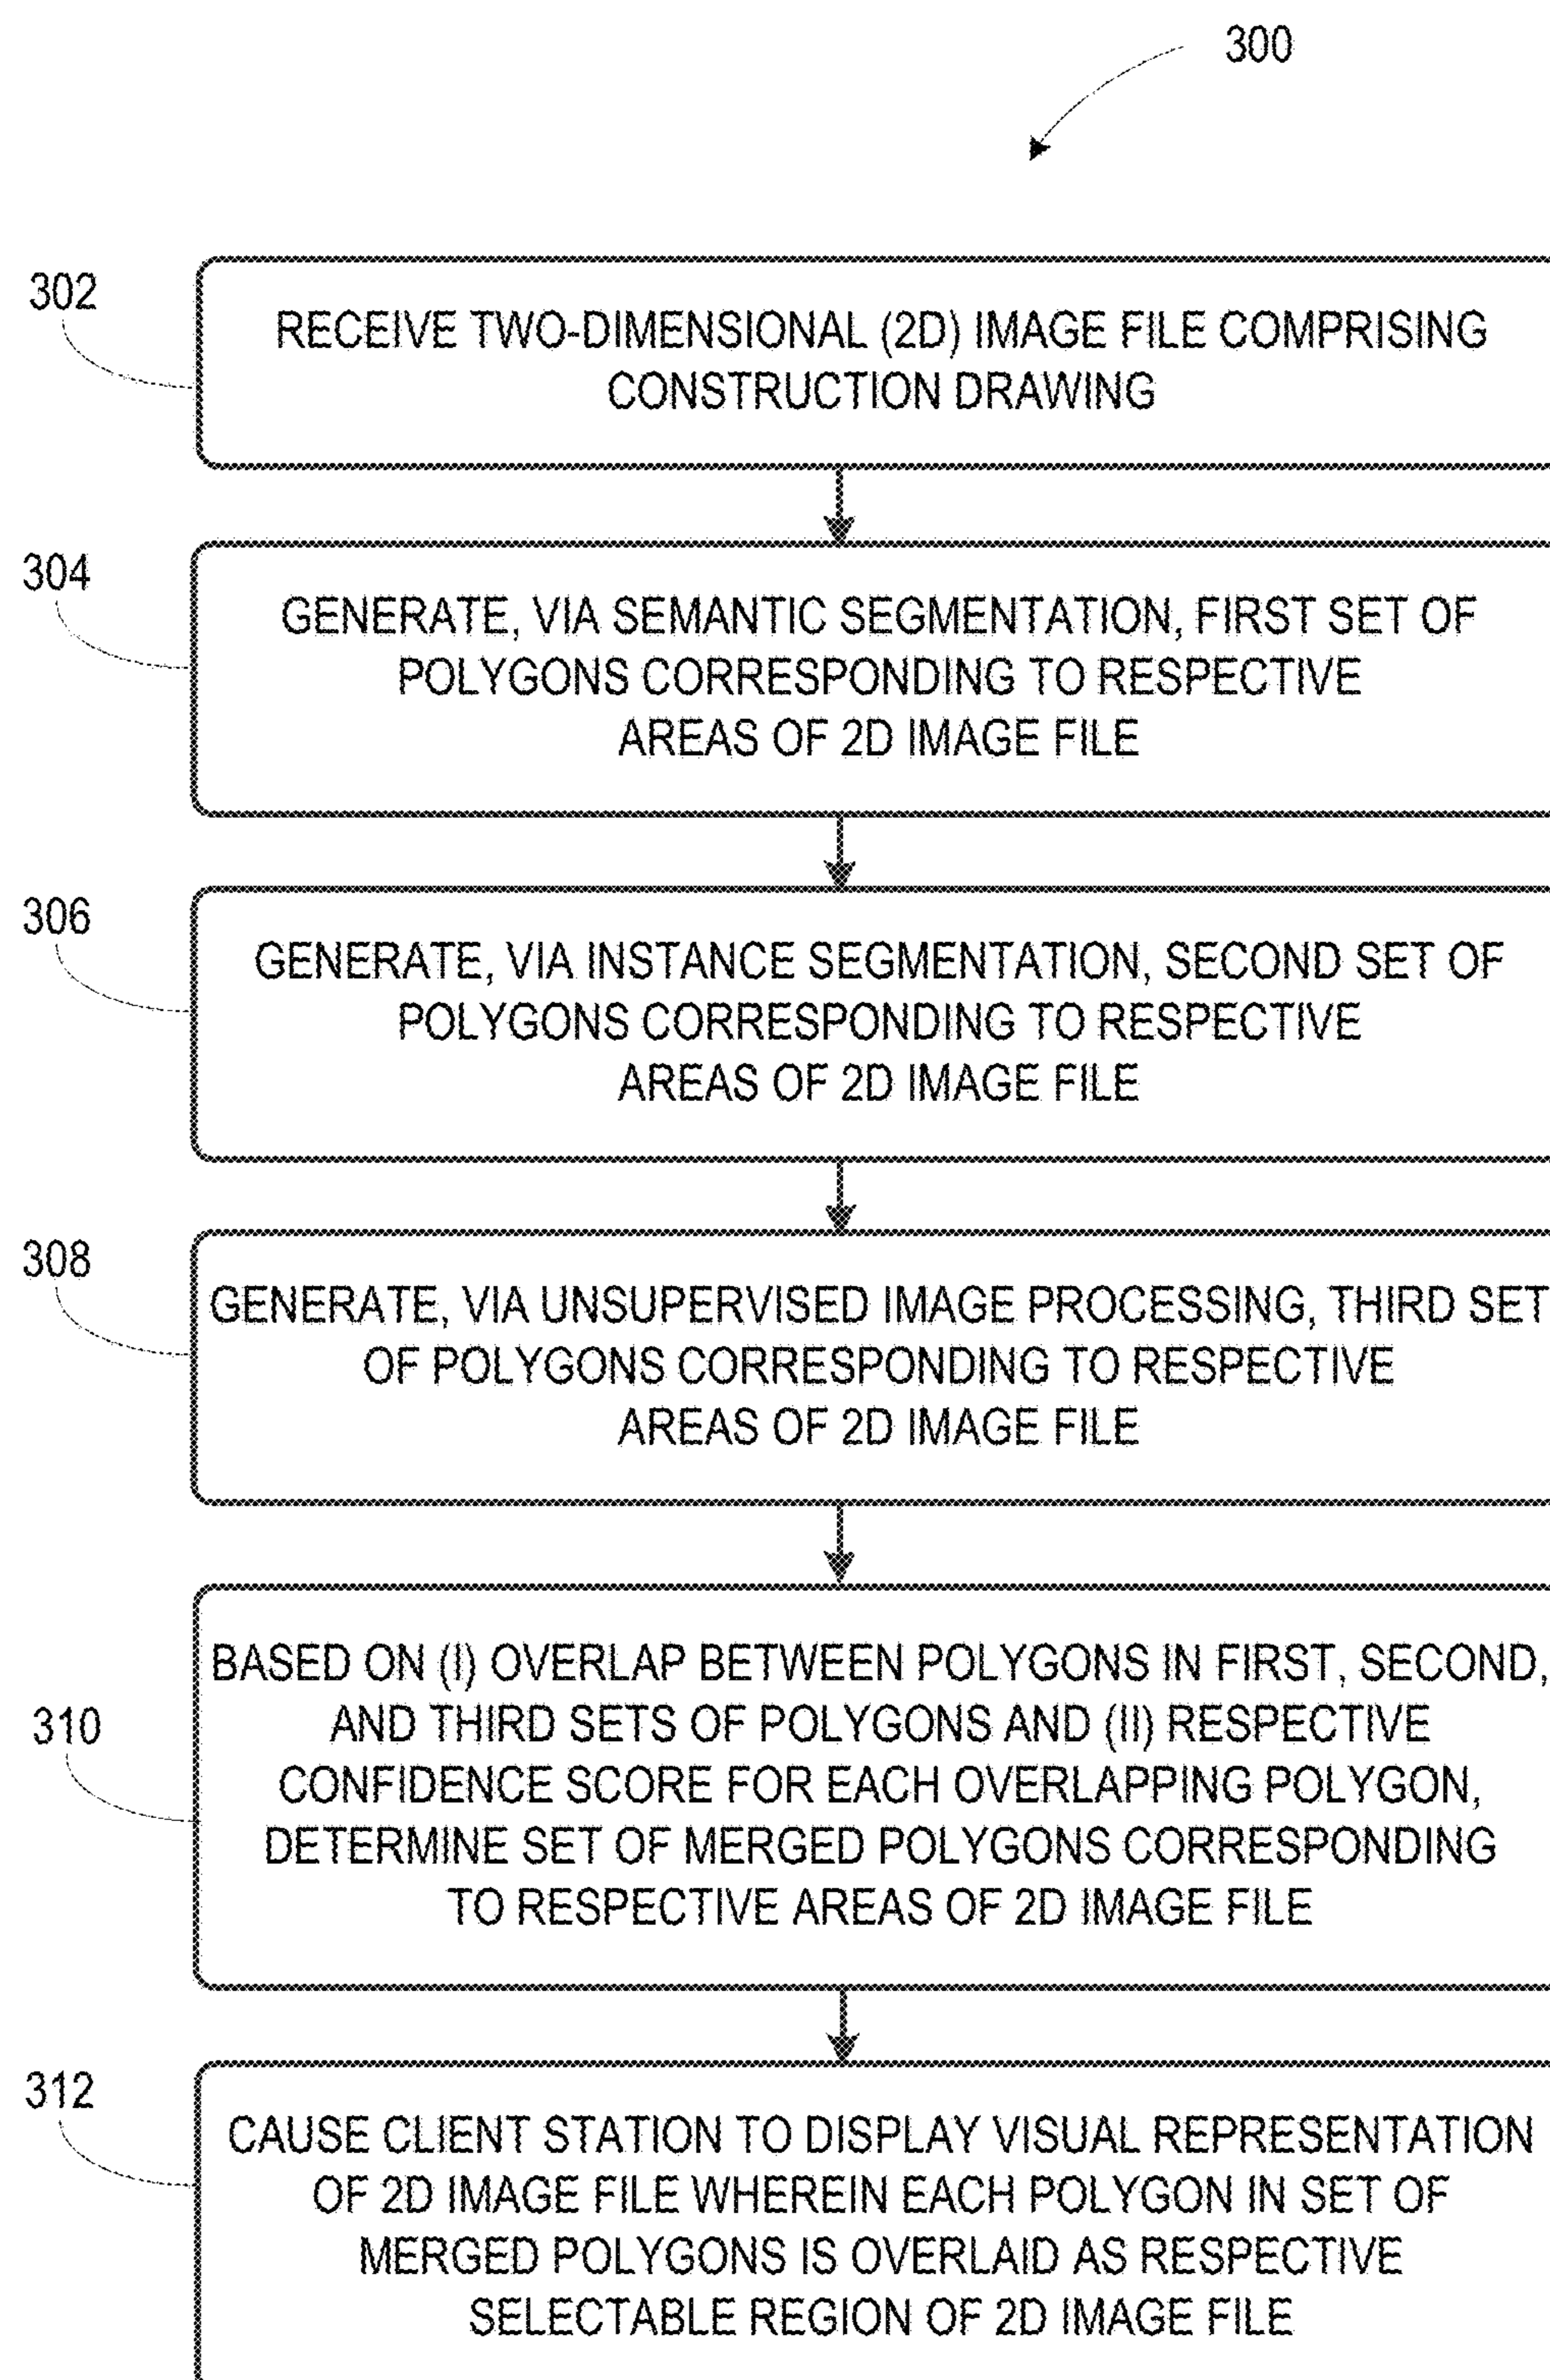 300
302
RECEIVE TWO-DIMENSIONAL (2D) IMAGE FILE COMPRISING
CONSTRUCTION DRAWING
304
GENERATE, VIA SEMANTIC SEGMENTATION, FIRST SET OF
POLYGONS CORRESPONDING TO RESPECTIVE
AREAS OF 2D IMAGE FILE
306
GENERATE, VIA INSTANCE SEGMENTATION, SECOND SET OF
POLYGONS CORRESPONDING TO RESPECTIVE
AREAS OF 2D IMAGE FILE
308
GENERATE, VIA UNSUPERVISED IMAGE PROCESSING, THIRD SET
OF POLYGONS CORRESPONDING TO RESPECTIVE
AREAS OF 2D IMAGE FILE
310
BASED ON (I) OVERLAP BETWEEN POLYGONS IN FIRST, SECOND,
AND THIRD SETS OF POLYGONS AND (II) RESPECTIVE
CONFIDENCE SCORE FOR EACH OVERLAPPING POLYGON,
DETERMINE SET OF MERGED POLYGONS CORRESPONDING
TO RESPECTIVE AREAS OF 2D IMAGE FILE
312
CAUSE CLIENT STATION TO DISPLAY VISUAL REPRESENTATION
OF 2D IMAGE FILE WHEREIN EACH POLYGON IN SET OF
MERGED POLYGONS IS OVERLAID AS RESPECTIVE
SELECTABLE REGION OF 2D IMAGE FILE